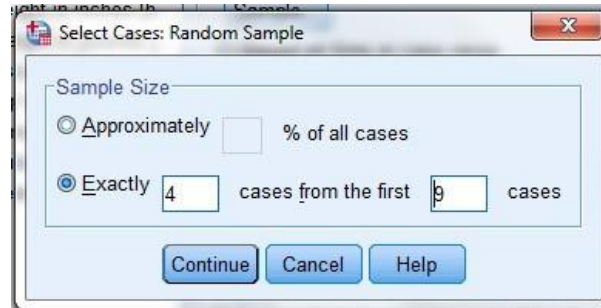 Select Cases: Random Sample
Sample Size
Approximately % of all cases
Exactly 4 cases from the first 9 cases
Continue Cancel Help